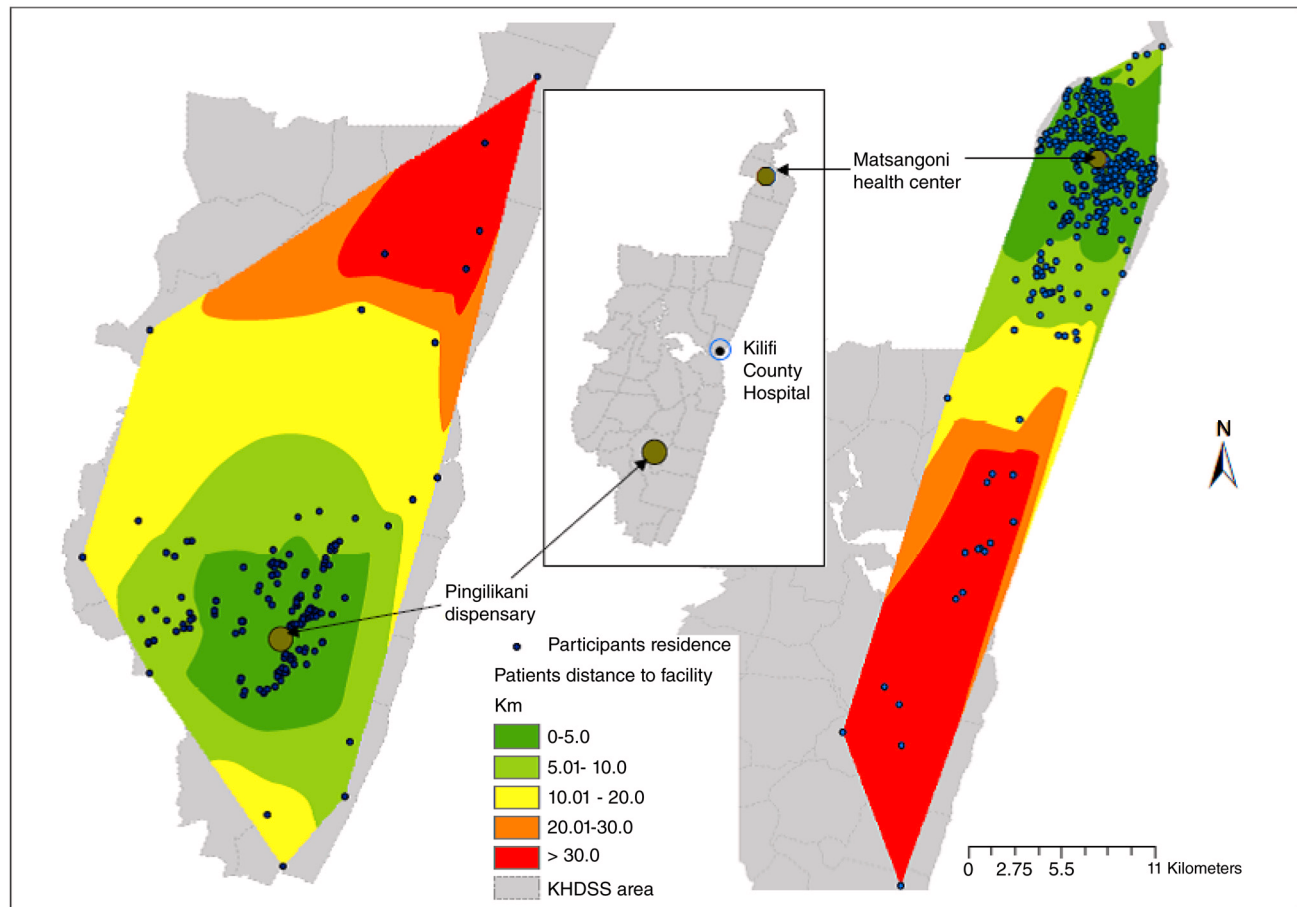 Matsangoni
health center
Kilifi
County
Hospital
N
Pingilikani
dispensary
Participants residence
Patients distance to facility
Km
0-5.0
5.01- 10.0
10.01 - 20.0
20.01-30.0
> 30.0
KHDSS area
0 2.75 5.5 11 Kilometers